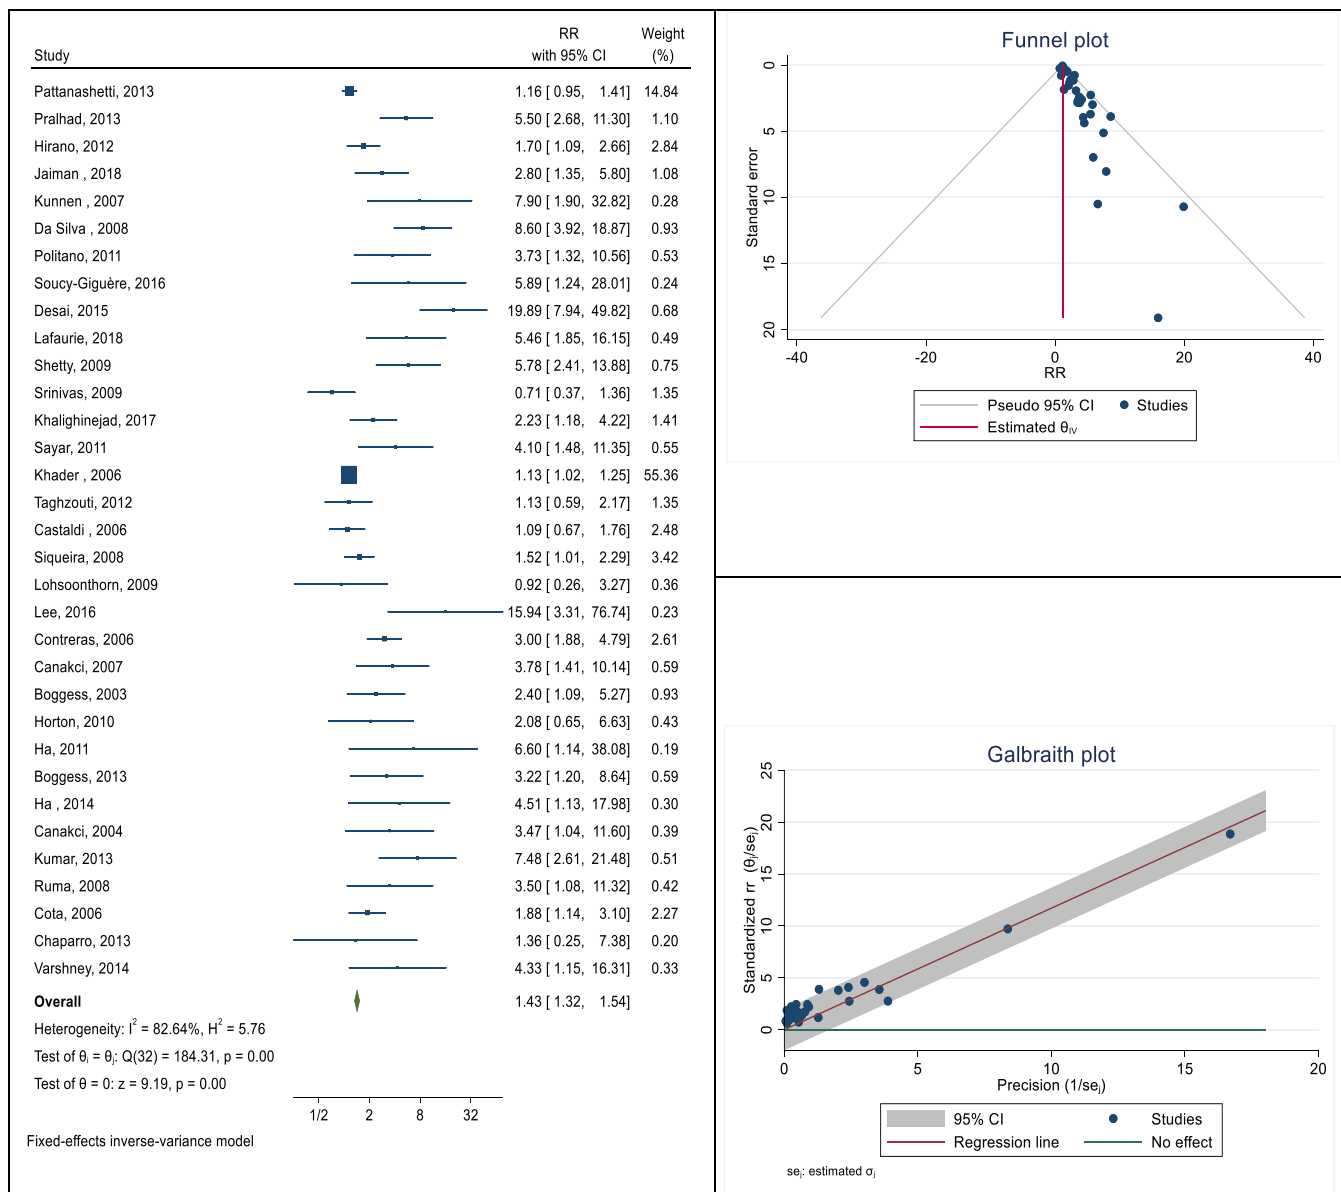 RR Weight
Study with 95% CI (%)
Pattanashetti, 2013 1.16 [ 0.95, 1.41] 14.84
Pralhad, 2013 5.50 [ 2.68, 11.30] 1.10
Hirano, 2012 1.70 [ 1.09, 2.66] 2.84
Jaiman, 2018 2.80 [ 1.35, 5.80] 1.08
Kunnen , 2007 7.90 [ 1.90, 32.82] 0.28
Da Silva , 2008 8.60 [ 3.92, 18.87] 0.93
Politano, 2011 3.73 [ 1.32, 10.56] 0.53
Soucy-Giguère, 2016 5.89 [ 1.24, 28.01] 0.24
Desai, 2015 19.89 [ 7.94, 49.82] 0.68
Lafaurie, 2018 5.46 [ 1.85, 16.15] 0.49
Shetty, 2009 5.78 [ 2.41, 13.88] 0.75
Srinivas, 2009 0.71 [ 0.37, 1.36] 1.35
Khalighinejad, 2017 2.23 [ 1.18, 4.22] 1.41
Sayar, 2011 4.10 [ 1.48, 11.35] 0.55
Khader , 2006 1.13 [ 1.02, 1.25] 55.36
Taghzouti, 2012 1.13 [ 0.59, 2.17] 1.35
Castaldi , 2006 1.09 [ 0.67, 1.76] 2.48
Siqueira, 2008 1.52 [ 1.01, 2.29] 3.42
Lohsoonthorn, 2009 0.92 [ 0.26, 3.27] 0.36
Lee, 2016 15.94 [ 3.31, 76.74] 0.23
Contreras, 2006 3.00 [ 1.88, 4.79] 2.61
Canakci, 2007 3.78 [ 1.41, 10.14] 0.59
Boggess, 2003 2.40 [ 1.09, 5.27] 0.93
Horton, 2010 2.08 [ 0.65, 6.63] 0.43
Ha, 2011 6.60 [ 1.14, 38.08] 0.19
Boggess, 2013 3.22 [ 1.20, 8.64] 0.59
Ha , 2014 4.51 [ 1.13, 17.98] 0.30
Canakci, 2004 3.47 [ 1.04, 11.60] 0.39
Kumar, 2013 7.48 [ 2.61, 21.48] 0.51
Ruma, 2008 3.50 [ 1.08, 11.32] 0.42
Cota, 2006 1.88 [ 1.14, 3.10] 2.27
Chaparro, 2013 1.36 [ 0.25, 7.38] 0.20
Varshney, 2014 4.33 [ 1.15, 16.31] 0.33
Overall 1.43 [ 1.32, 1.54]
Heterogeneity: I² = 82.64%, H² = 5.76
Test of θᵢ = θⱼ: Q(32) = 184.31, p = 0.00
Test of θ = 0: z = 9.19, p = 0.00
1/2 2 8 32
Fixed-effects inverse-variance model
Funnel plot
Standard error
0
5
10
15
20
-40 -20 0 20 40
RR
Pseudo 95% CI Studies
Estimated θIV
Galbraith plot
Standardized rr (θⱼ/seⱼ)
25
20
15
10
5
0
0 5 10 15 20
Precision (1/seⱼ)
95% CI Studies
Regression line No effect
seⱼ: estimated σⱼ